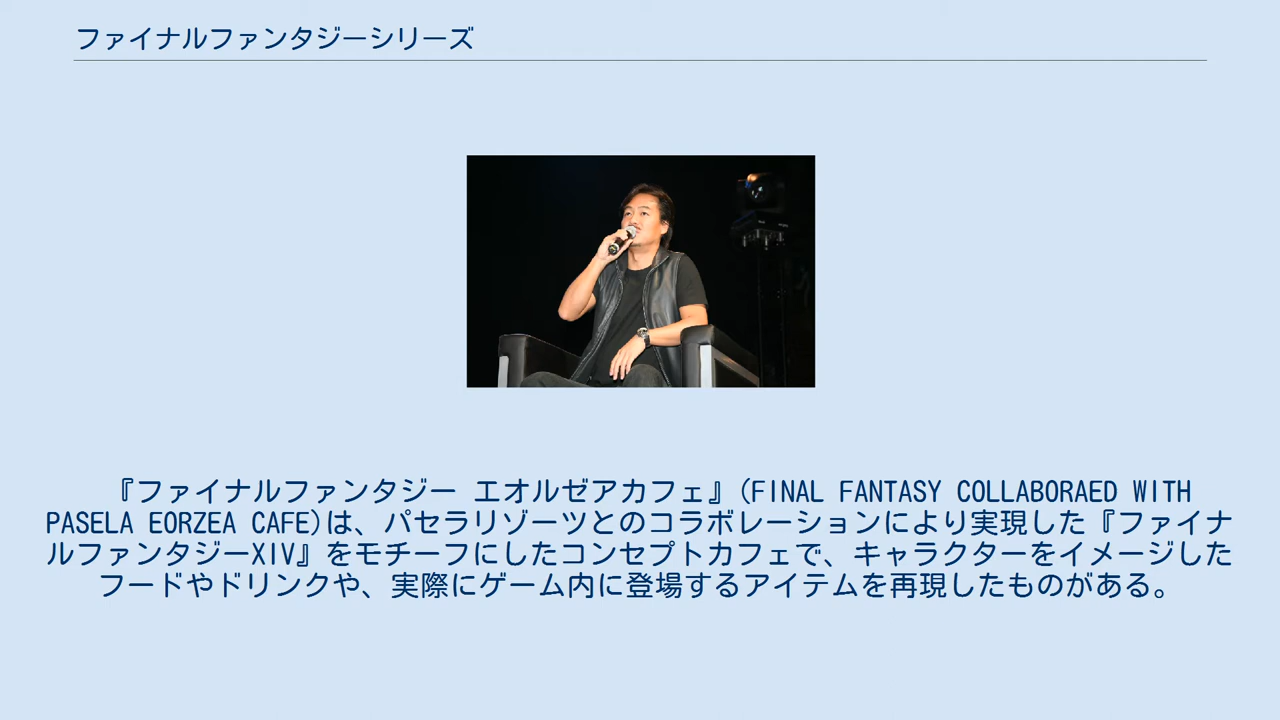 ファイナルファンタジーシリーズ
『ファイナルファンタジー エオルゼアカフェ』(FINAL FANTASY COLLABORAED WITH
PASELA EORZEA CAFE)は、パセラリゾーツとのコラボレーションにより実現した『ファイナ
ルファンタジーXIV』をモチーフにしたコンセプトカフェで、キャラクターをイメージした
フードやドリンクや、実際にゲーム内に登場するアイテムを再現したものがある。